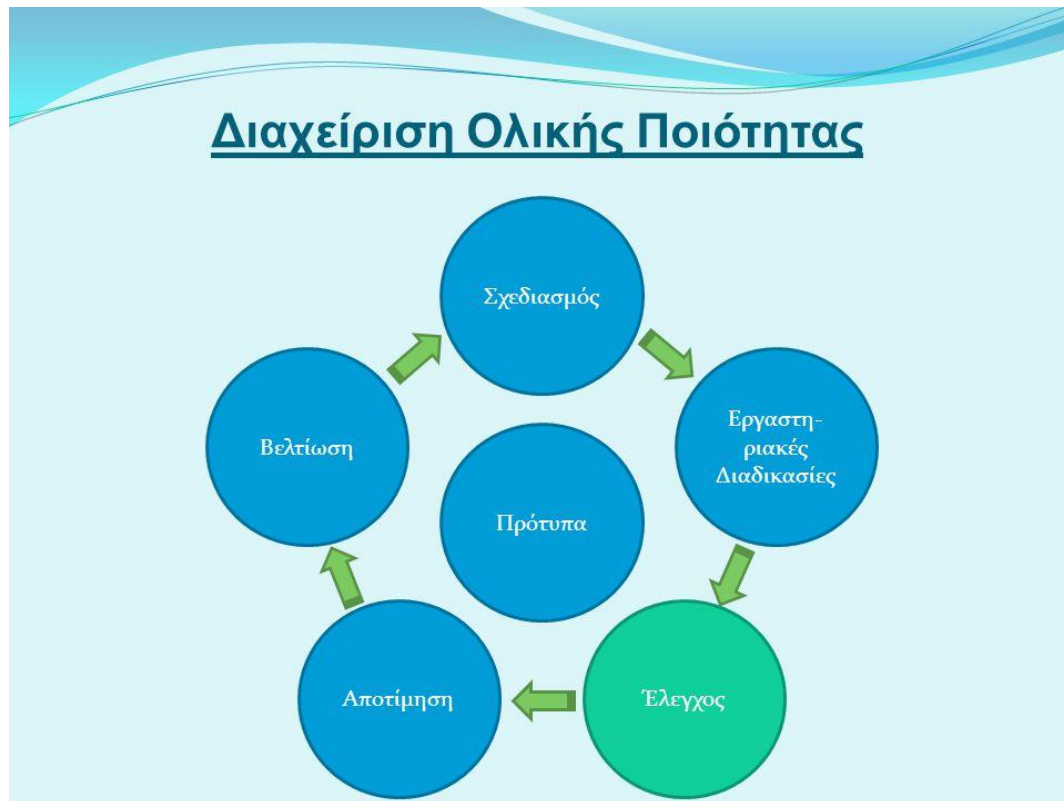 Διαχείριση Ολικής Ποιότητας
Σχεδιασμός
Εργαστη-
ριακές
Διαδικασίες
Βελτίωση
Πρότυπα
Αποτίμηση
Έλεγχος